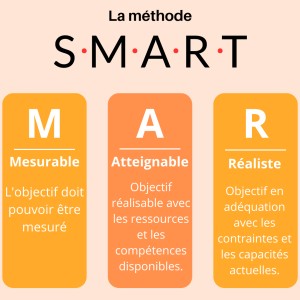 La méthode
S·M·A·R·T
M
Mesurable
L'objectif doit
pouvoir être
mesuré
A
Atteignable
Objectif
réalisable avec
les ressources
et les
compétences
disponibles.
R
Réaliste
Objectif en
adéquation
avec les
contraintes et
les capacités
actuelles.